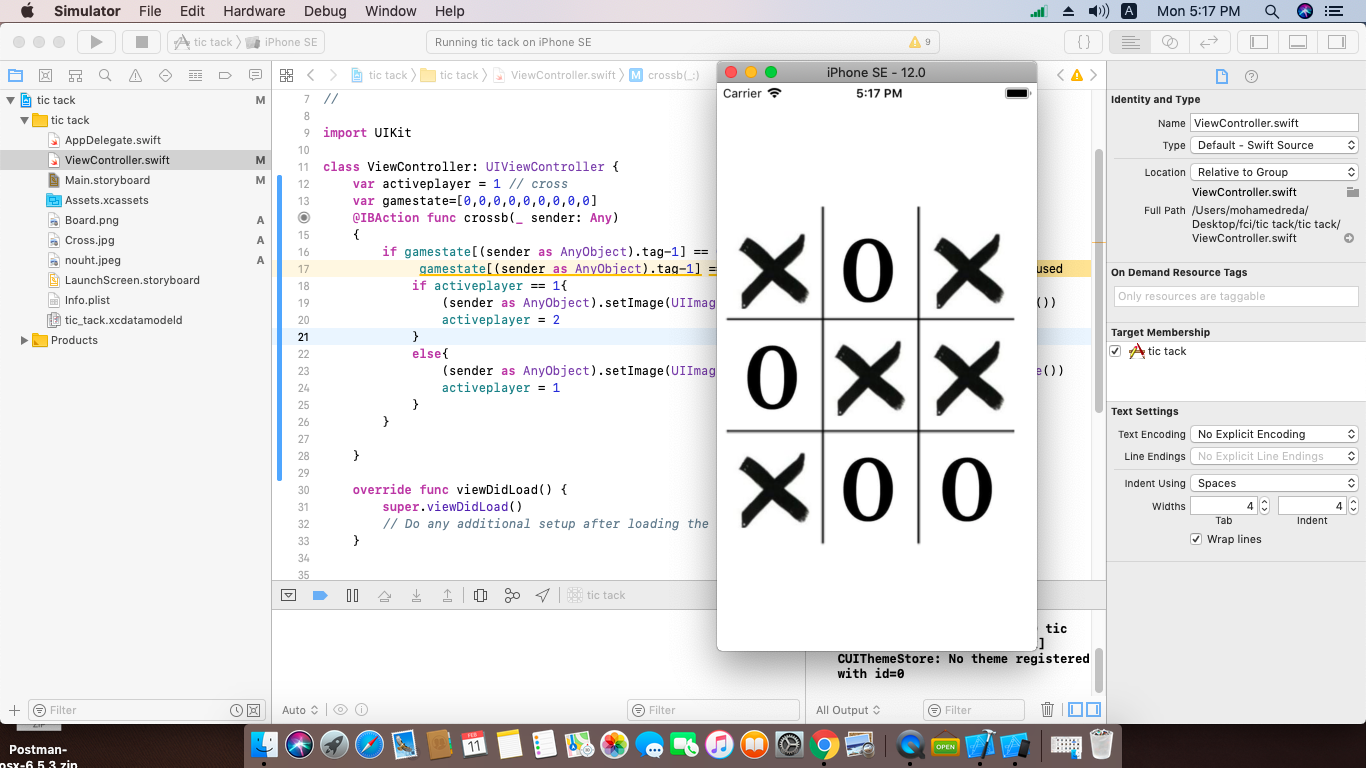 Simulator File Edit Hardware Debug Window Help A Mon 5:17 PM
tic tack iPhone SE Running tic tack on iPhone SE 9 {}
tic tack tic tack ViewController.swift M crossb(_:)
tic tack M
tic tack
AppDelegate.swift
ViewController.swift M
Main.storyboard M
Assets.xcassets
Board.png A
Cross.jpg A
nouht.jpeg A
LaunchScreen.storyboard
Info.plist
tic_tack.xcdatamodeld
Products
Filter
7 //
8
9 import UIKit
10
11 class ViewController: UIViewController {
12 var activeplayer = 1 // cross
13 var gamestate=[0,0,0,0,0,0,0,0,0]
@IBAction func crossb(_ sender: Any)
15 {
16 if gamestate[(sender as AnyObject).tag-1] ==
17 gamestate[(sender as AnyObject).tag-1] == used
18 if activeplayer == 1{
19 (sender as AnyObject).setImage(UIImag ())
20 activeplayer = 2
21 }
22 else{
23 (sender as AnyObject).setImage(UIImag e())
24 activeplayer = 1
25 }
26 }
27
28 }
29
30 override func viewDidLoad() {
31 super.viewDidLoad()
32 // Do any additional setup after loading the
33 }
34
35
iPhone SE - 12.0
Carrier 5:17 PM
X 0 X
0 X X
X 0 0
tic tack
tic
]
CUIThemeStore: No theme registered
with id=0
Auto Filter All Output Filter
Identity and Type
Name ViewController.swift
Type Default - Swift Source
Location Relative to Group
ViewController.swift
Full Path /Users/mohamedreda/
Desktop/fci/tic tack/tic tack/
ViewController.swift
On Demand Resource Tags
Only resources are taggable
Target Membership
tic tack
Text Settings
Text Encoding No Explicit Encoding
Line Endings No Explicit Line Endings
Indent Using Spaces
Widths 4 4
Tab Indent
Wrap lines
ZIP
Postman-
osx-6.5.3.zip
FEB
11
OPEN